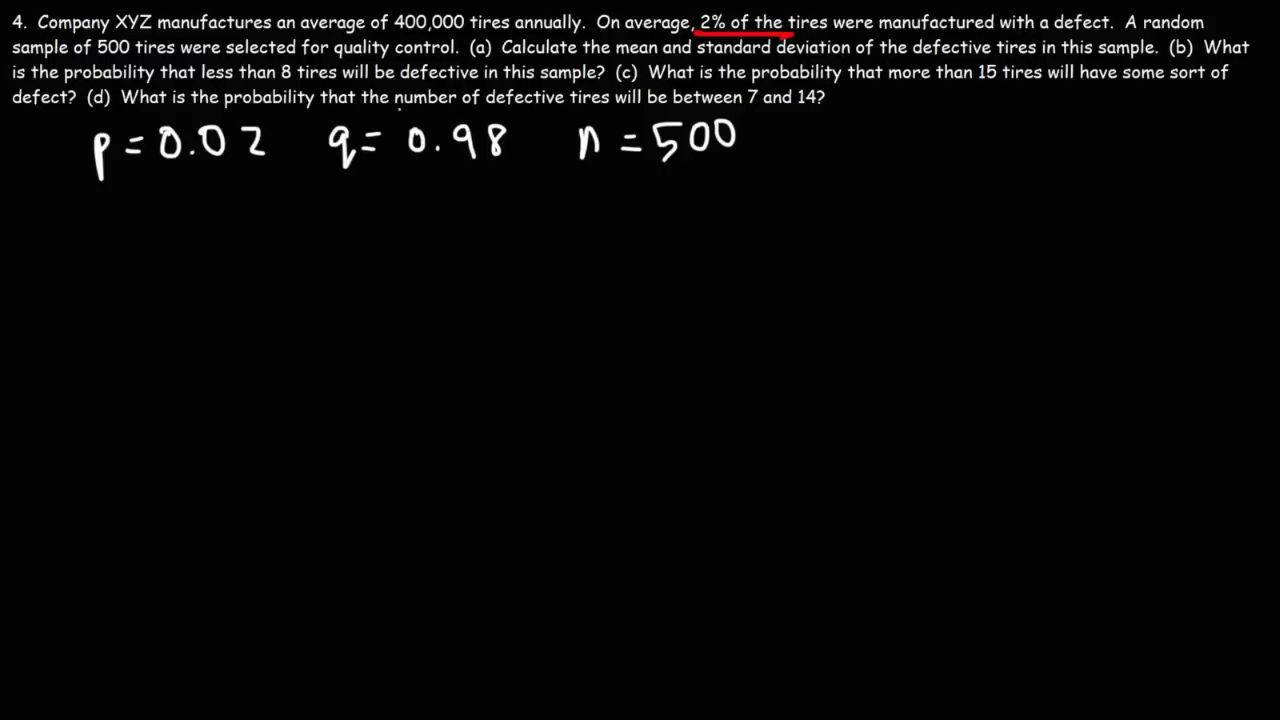 4. Company XYZ manufactures an average of 400,000 tires annually. On average, 2% of the tires were manufactured with a defect. A random
sample of 500 tires were selected for quality control. (a) Calculate the mean and standard deviation of the defective tires in this sample. (b) What
is the probability that less than 8 tires will be defective in this sample? (c) What is the probability that more than 15 tires will have some sort of
defect? (d) What is the probability that the number of defective tires will be between 7 and 14?
p = 0.02 q = 0.98 n = 500